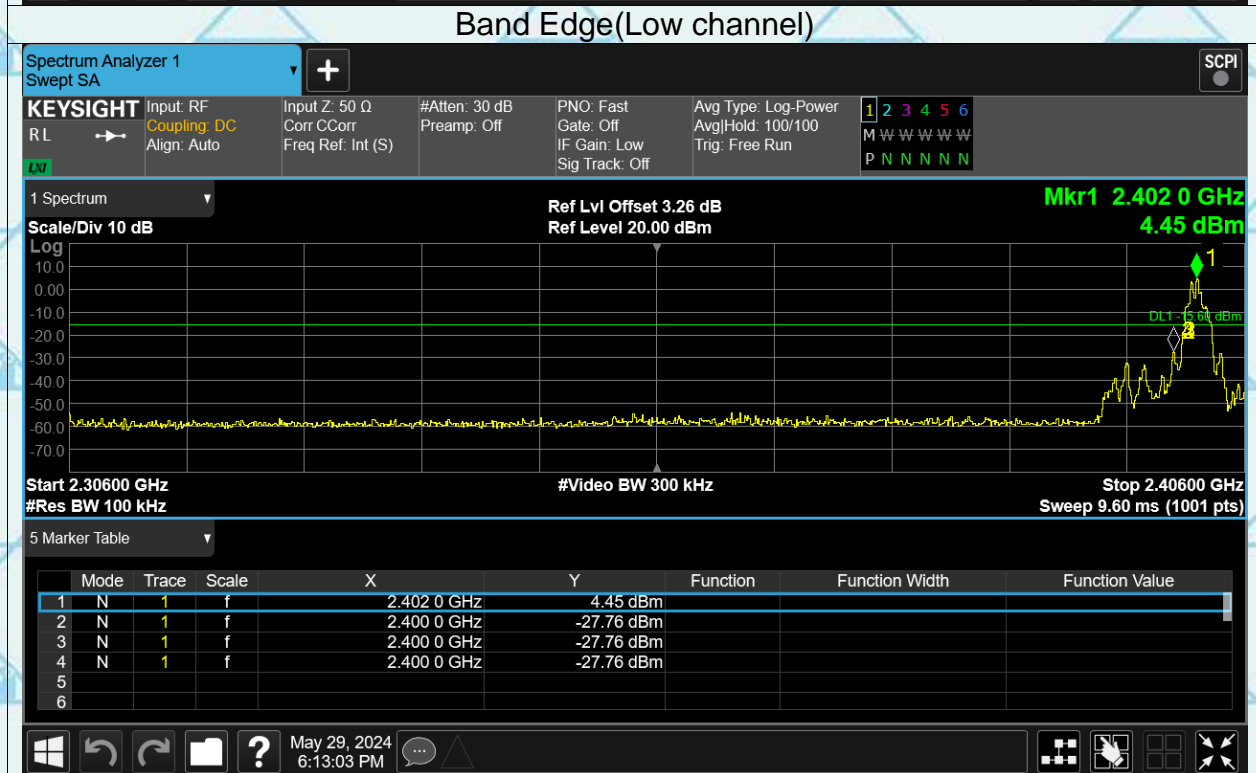 Band Edge(Low channel)
Spectrum Analyzer 1
Swept SA
SCPI
KEYSIGHT
RL
LXI
Input: RF
Coupling: DC
Align: Auto
Input Z: 50 Ω
Corr CCorr
Freq Ref: Int (S)
#Atten: 30 dB
Preamp: Off
PNO: Fast
Gate: Off
IF Gain: Low
Sig Track: Off
Avg Type: Log-Power
Avg|Hold: 100/100
Trig: Free Run
1 2 3 4 5 6
M W W W W W
P N N N N N
1 Spectrum
Scale/Div 10 dB
Ref Lvl Offset 3.26 dB
Ref Level 20.00 dBm
Mkr1 2.402 0 GHz
4.45 dBm
Log
10.0
0.00
-10.0
-20.0
-30.0
-40.0
-50.0
-60.0
-70.0
1
DL1 -15.60 dBm
Start 2.30600 GHz
#Res BW 100 kHz
#Video BW 300 kHz
Stop 2.40600 GHz
Sweep 9.60 ms (1001 pts)
5 Marker Table
Mode Trace Scale X Y Function Function Width Function Value
1 N 1 f 2.402 0 GHz 4.45 dBm
2 N 1 f 2.400 0 GHz -27.76 dBm
3 N 1 f 2.400 0 GHz -27.76 dBm
4 N 1 f 2.400 0 GHz -27.76 dBm
5
6
?
May 29, 2024
6:13:03 PM